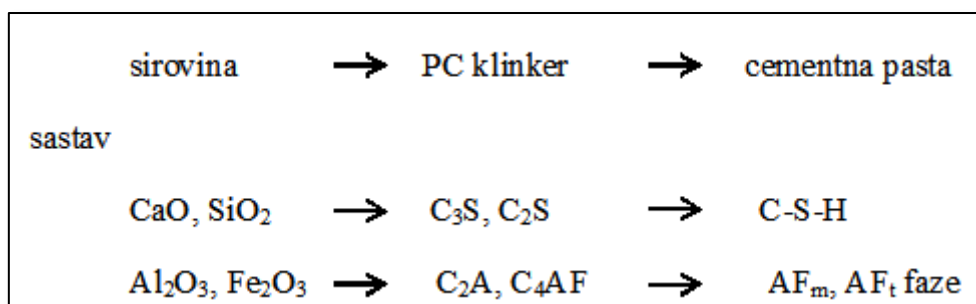 sirovina → PC klinker → cementna pasta
sastav
CaO, SiO₂ → C₃S, C₂S → C-S-H
Al₂O₃, Fe₂O₃ → C₂A, C₄AF → AFₘ, AFₜ faze